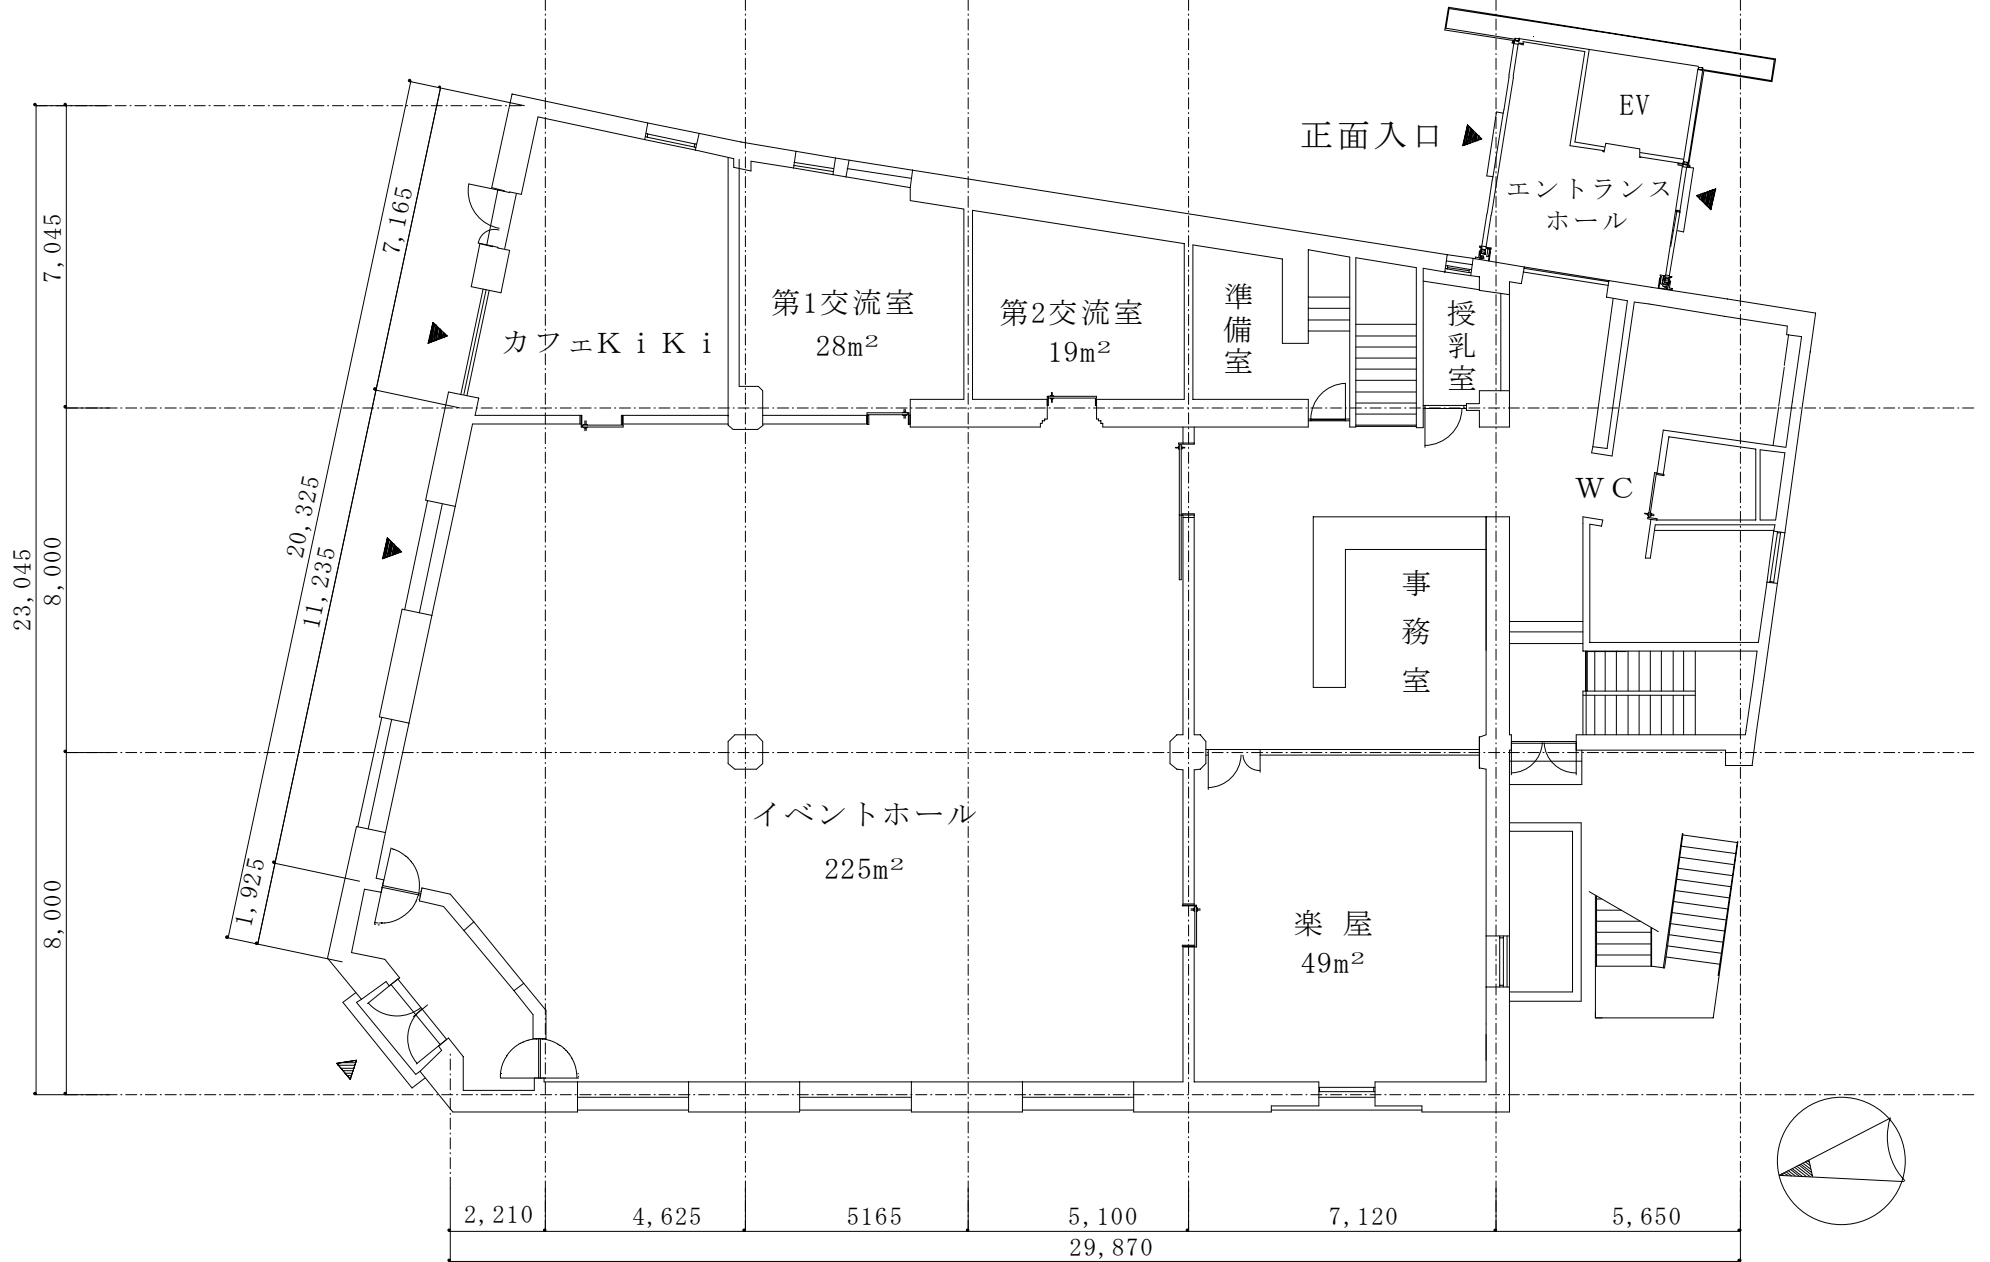 EV
正面入口
エントランス
ホール
7,165
7,045
第1交流室
28m²
第2交流室
19m²
準備室
授乳室
カフェKiKi
WC
20,325
11,235
23,045
8,000
事務室
イベントホール
225m²
1,925
8,000
楽屋
49m²
2,210
4,625
5165
5,100
7,120
5,650
29,870